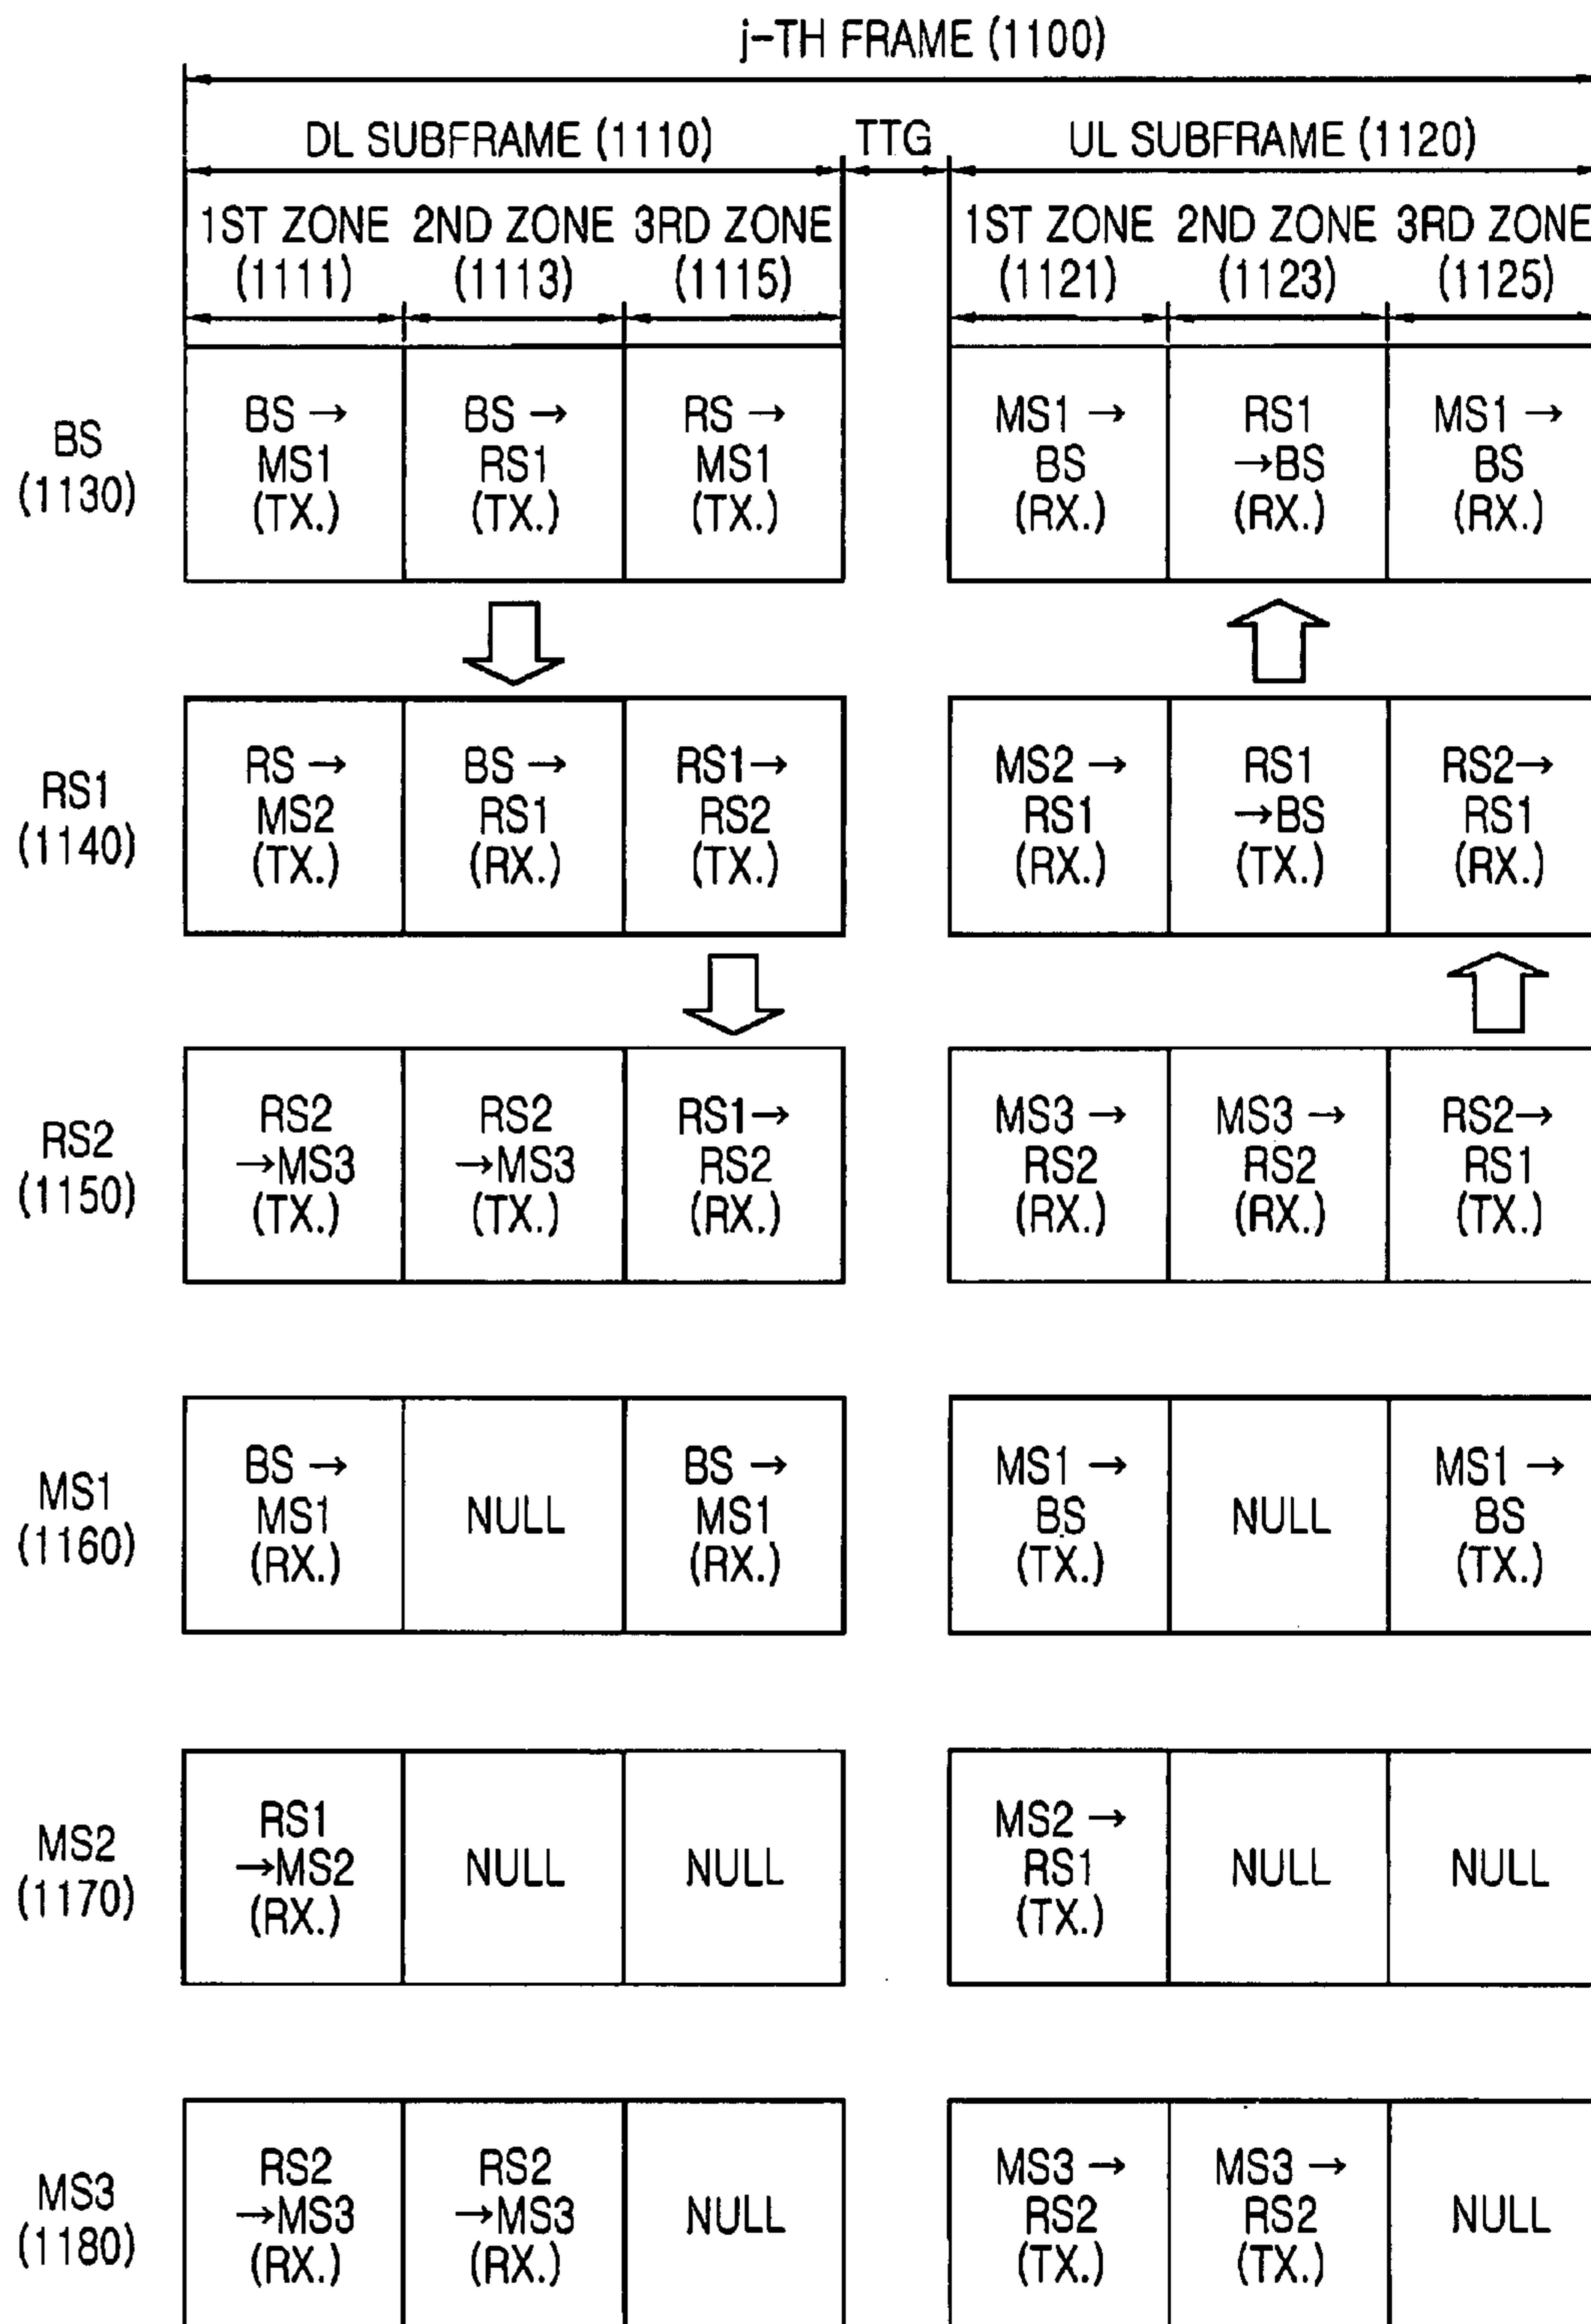 j-TH FRAME (1100)
DL SUBFRAME (1110) TTG UL SUBFRAME (1120)
1ST ZONE 2ND ZONE 3RD ZONE 1ST ZONE 2ND ZONE 3RD ZONE
(1111) (1113) (1115) (1121) (1123) (1125)
BS
(1130)
BS →
MS1
(TX.)
BS →
RS1
(TX.)
RS →
MS1
(TX.)
MS1 →
BS
(RX.)
RS1
→BS
(RX.)
MS1 →
BS
(RX.)
RS1
(1140)
RS →
MS2
(TX.)
BS →
RS1
(RX.)
RS1→
RS2
(TX.)
MS2 →
RS1
(RX.)
RS1
→BS
(TX.)
RS2→
RS1
(RX.)
RS2
(1150)
RS2
→MS3
(TX.)
RS2
→MS3
(TX.)
RS1→
RS2
(RX.)
MS3 →
RS2
(RX.)
MS3 →
RS2
(RX.)
RS2→
RS1
(TX.)
MS1
(1160)
BS →
MS1
(RX.)
NULL
BS →
MS1
(RX.)
MS1 →
BS
(TX.)
NULL
MS1 →
BS
(TX.)
MS2
(1170)
RS1
→MS2
(RX.)
NULL
NULL
MS2 →
RS1
(TX.)
NULL
NULL
MS3
(1180)
RS2
→MS3
(RX.)
RS2
→MS3
(RX.)
NULL
MS3 →
RS2
(TX.)
MS3 →
RS2
(TX.)
NULL